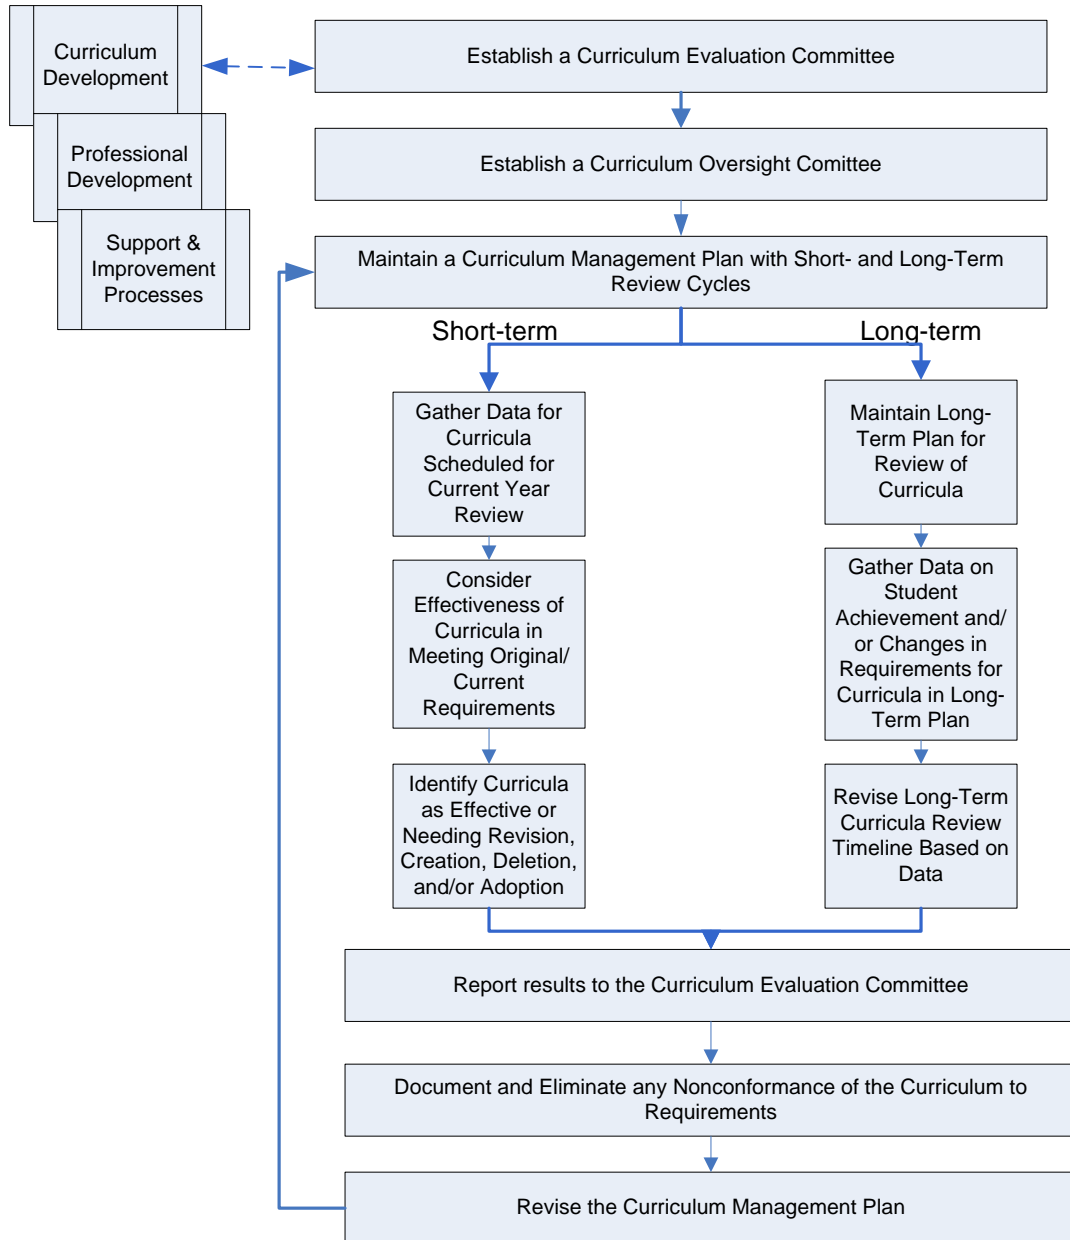 Curriculum
Development
Professional
Development
Support &
Improvement
Processes
Establish a Curriculum Evaluation Committee
Establish a Curriculum Oversight Comittee
Maintain a Curriculum Management Plan with Short- and Long-Term
Review Cycles
Short-term
Long-term
Gather Data for
Curricula
Scheduled for
Current Year
Review
Consider
Effectiveness of
Curricula in
Meeting Original/
Current
Requirements
Identify Curricula
as Effective or
Needing Revision,
Creation, Deletion,
and/or Adoption
Maintain Long-
Term Plan for
Review of
Curricula
Gather Data on
Student
Achievement and/
or Changes in
Requirements for
Curricula in Long-
Term Plan
Revise Long-Term
Curricula Review
Timeline Based on
Data
Report results to the Curriculum Evaluation Committee
Document and Eliminate any Nonconformance of the Curriculum to
Requirements
Revise the Curriculum Management Plan